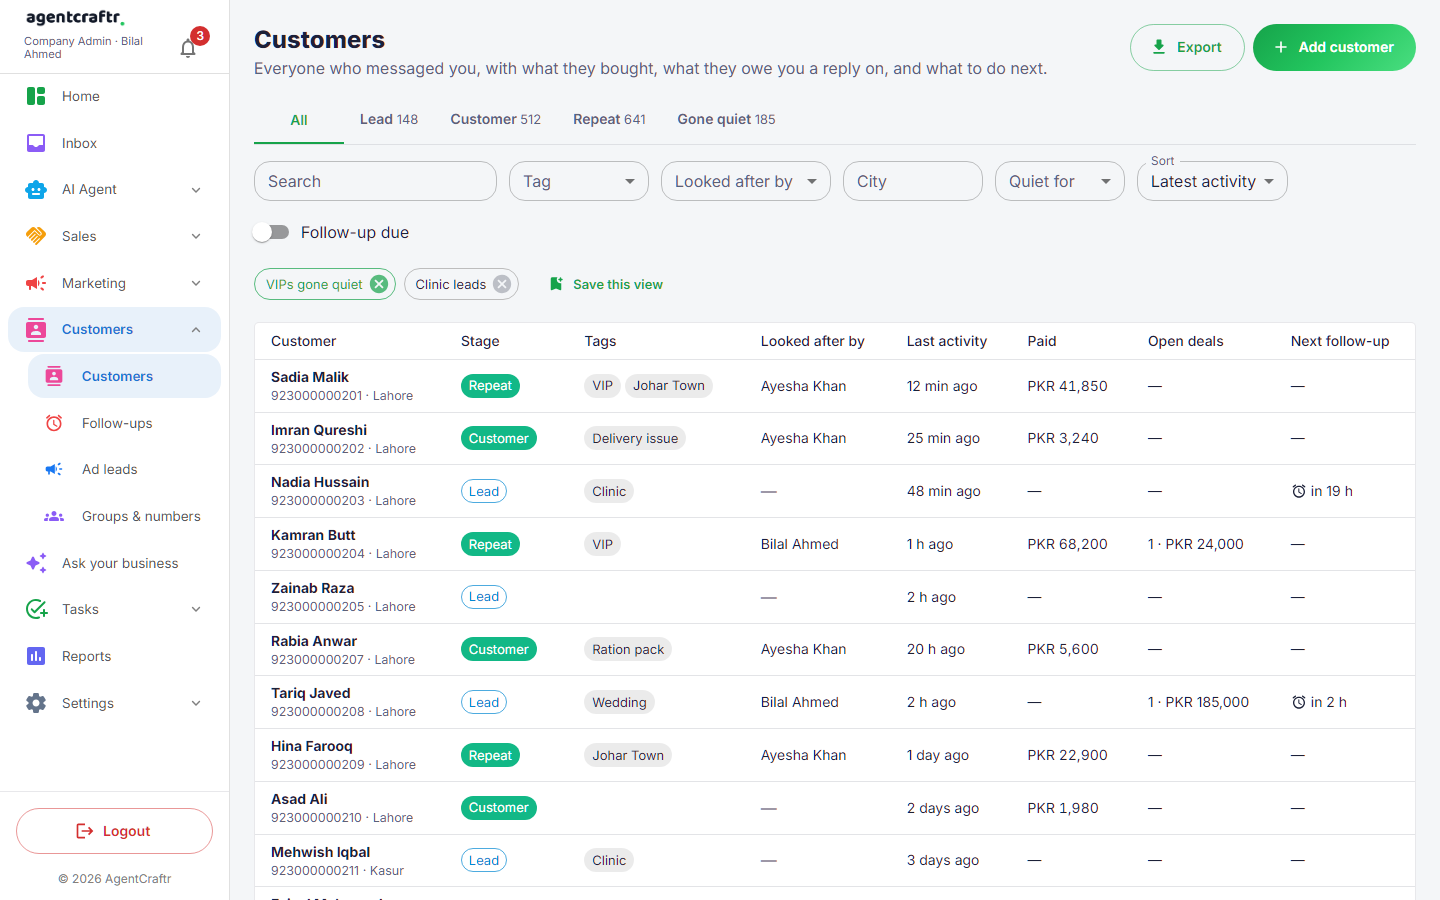 agentcraftr.
Company Admin · Bilal Ahmed
3
Home
Inbox
AI Agent
Sales
Marketing
Customers
Customers
Follow-ups
Ad leads
Groups & numbers
Ask your business
Tasks
Reports
Settings
Logout
© 2026 AgentCraftr
Customers
Everyone who messaged you, with what they bought, what they owe you a reply on, and what to do next.
Export
Add customer
All
Lead 148
Customer 512
Repeat 641
Gone quiet 185
Search
Tag
Looked after by
City
Quiet for
Sort
Latest activity
Follow-up due
VIPs gone quiet
Clinic leads
Save this view
Customer Stage Tags Looked after by Last activity Paid Open deals Next follow-up
Sadia Malik
923000000201 · Lahore
Repeat VIP Johar Town Ayesha Khan 12 min ago PKR 41,850 — —
Imran Qureshi
923000000202 · Lahore
Customer Delivery issue Ayesha Khan 25 min ago PKR 3,240 — —
Nadia Hussain
923000000203 · Lahore
Lead Clinic — 48 min ago — — in 19 h
Kamran Butt
923000000204 · Lahore
Repeat VIP Bilal Ahmed 1 h ago PKR 68,200 1 · PKR 24,000 —
Zainab Raza
923000000205 · Lahore
Lead — 2 h ago — — —
Rabia Anwar
923000000207 · Lahore
Customer Ration pack Ayesha Khan 20 h ago PKR 5,600 — —
Tariq Javed
923000000208 · Lahore
Lead Wedding Bilal Ahmed 2 h ago — 1 · PKR 185,000 in 2 h
Hina Farooq
923000000209 · Lahore
Repeat Johar Town Ayesha Khan 1 day ago PKR 22,900 — —
Asad Ali
923000000210 · Lahore
Customer — 2 days ago PKR 1,980 — —
Mehwish Iqbal
923000000211 · Kasur
Lead Clinic — 3 days ago — — —